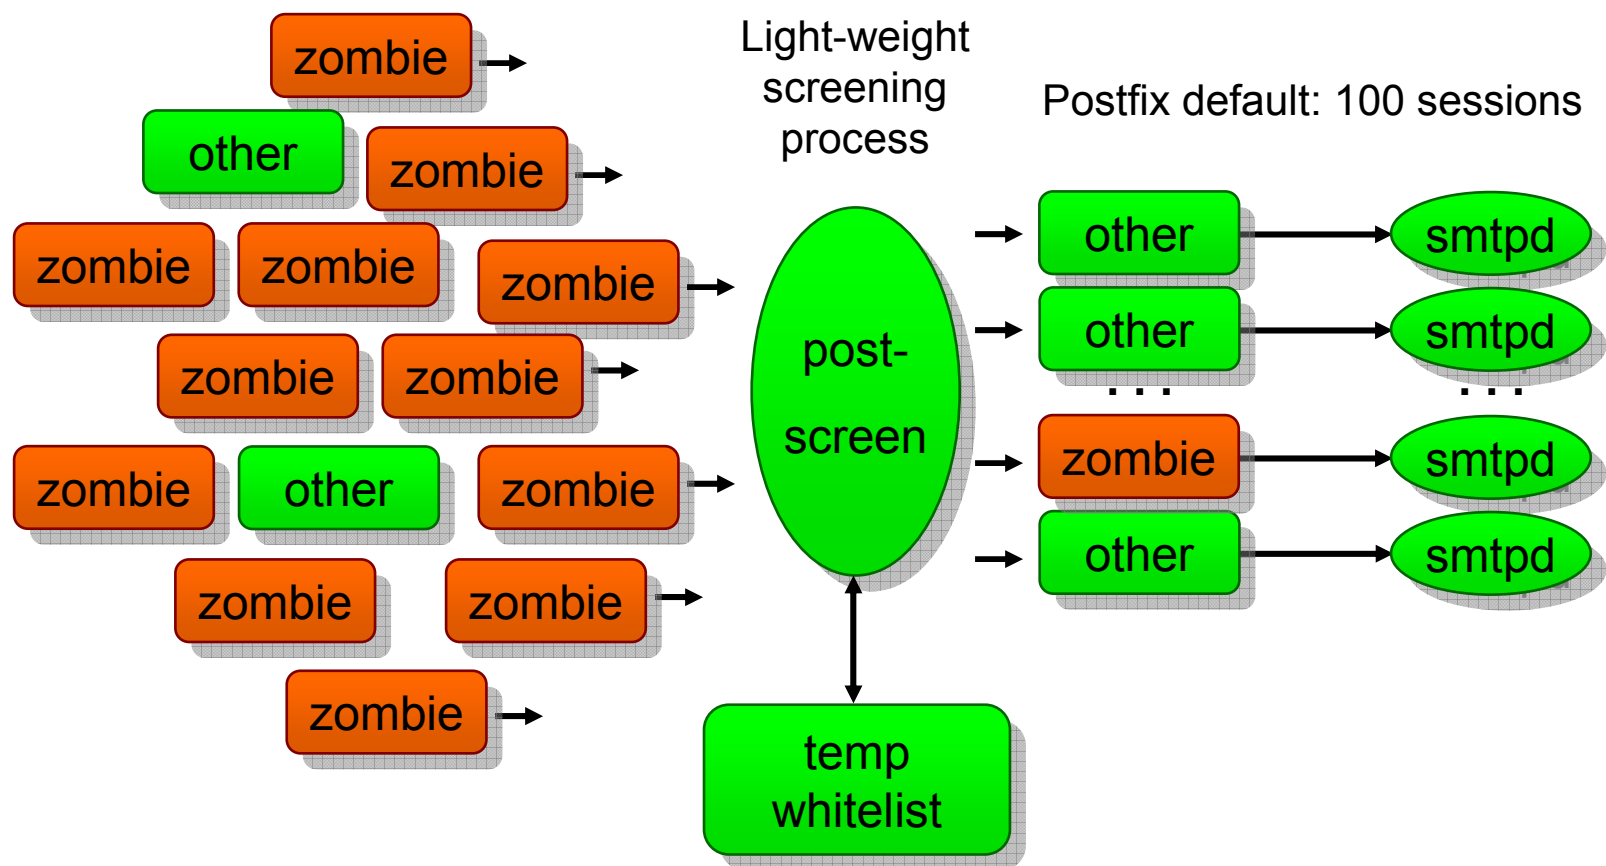 zombie
other
zombie
zombie
zombie
zombie
zombie
zombie
zombie
other
zombie
zombie
zombie
zombie
Light-weight
screening
process
post-
screen
temp
whitelist
Postfix default: 100 sessions
other
smtpd
other
smtpd
. . .
. . .
zombie
smtpd
other
smtpd